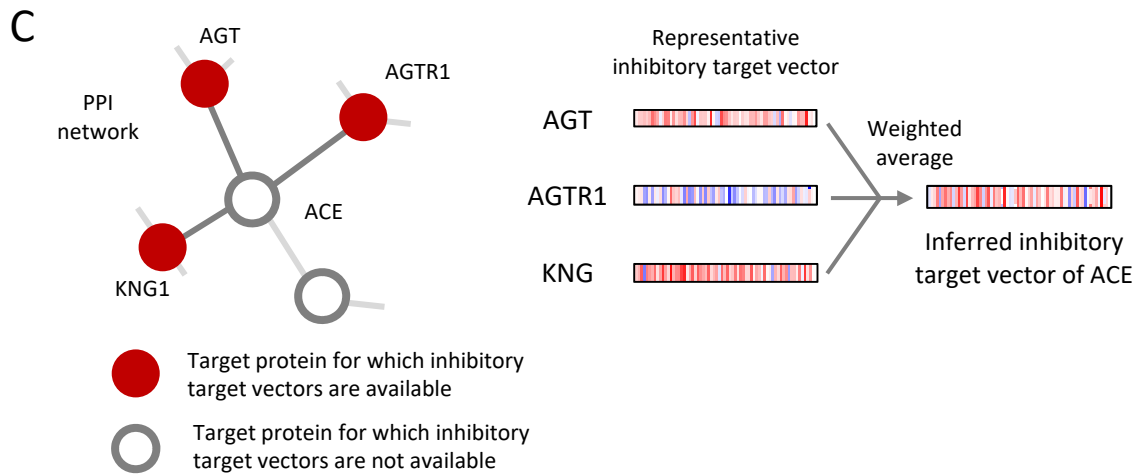 C
AGT
AGTR1
PPI
network
ACE
KNG1
Target protein for which inhibitory
target vectors are available
Target protein for which inhibitory
target vectors are not available
Representative
inhibitory target vector
AGT
AGTR1
KNG
Weighted
average
Inferred inhibitory
target vector of ACE